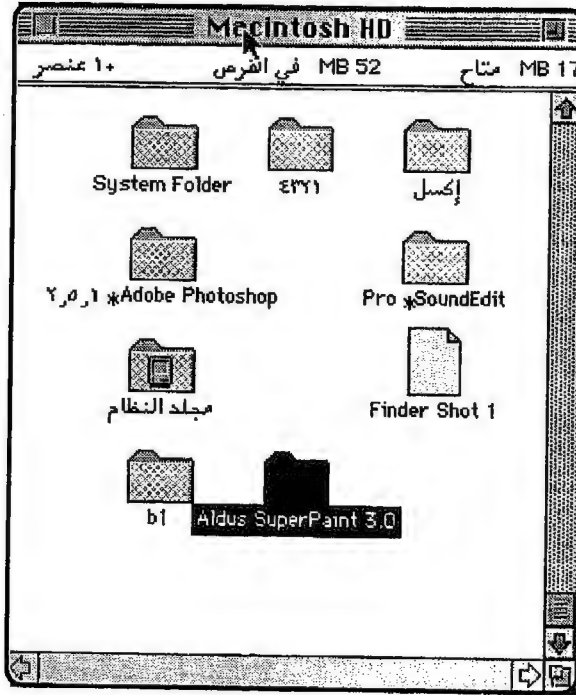 Macintosh HD
١٠ عنصر
MB 52 في القرص
MB 17 متاح
System Folder
٤٣٢١
إكسل
٢,٥,١ *Adobe Photoshop
Pro *SoundEdit
مجلد النظام
Finder Shot 1
b1
Aldus SuperPaint 3.0